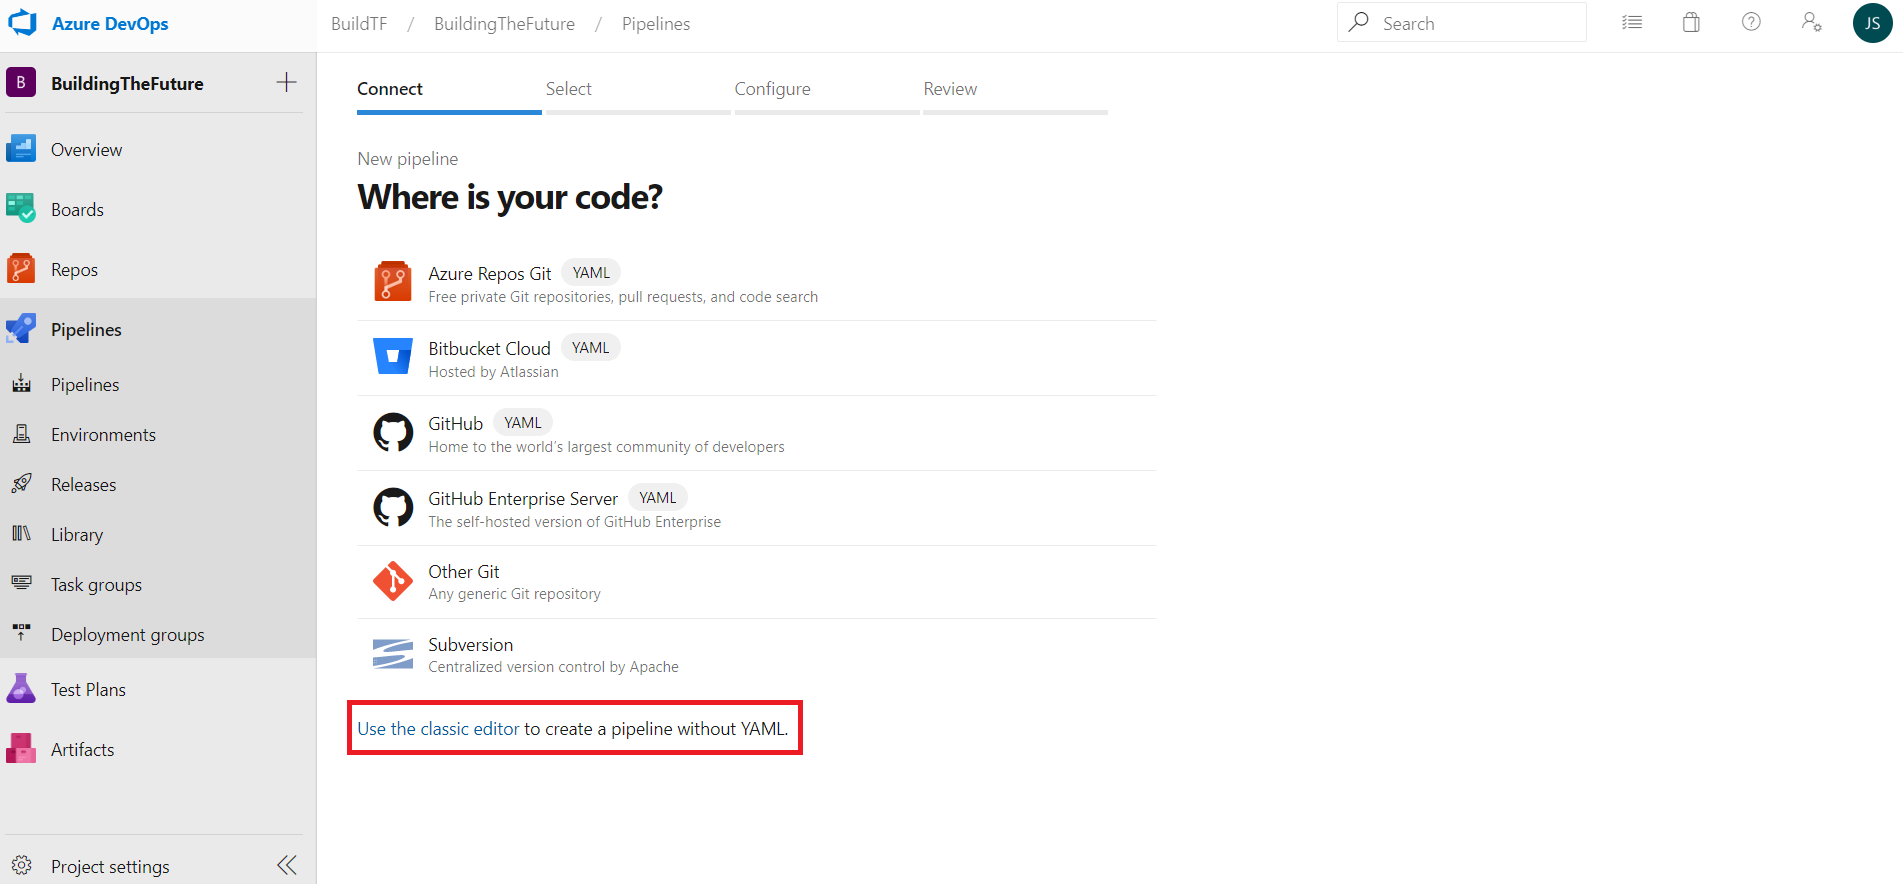 Azure DevOps
BuildTF / BuildingTheFuture / Pipelines
Search
JS
B BuildingTheFuture
Overview
Boards
Repos
Pipelines
Pipelines
Environments
Releases
Library
Task groups
Deployment groups
Test Plans
Artifacts
Project settings
Connect Select Configure Review
New pipeline
Where is your code?
Azure Repos Git YAML
Free private Git repositories, pull requests, and code search
Bitbucket Cloud YAML
Hosted by Atlassian
GitHub YAML
Home to the world's largest community of developers
GitHub Enterprise Server YAML
The self-hosted version of GitHub Enterprise
Other Git
Any generic Git repository
Subversion
Centralized version control by Apache
Use the classic editor to create a pipeline without YAML.